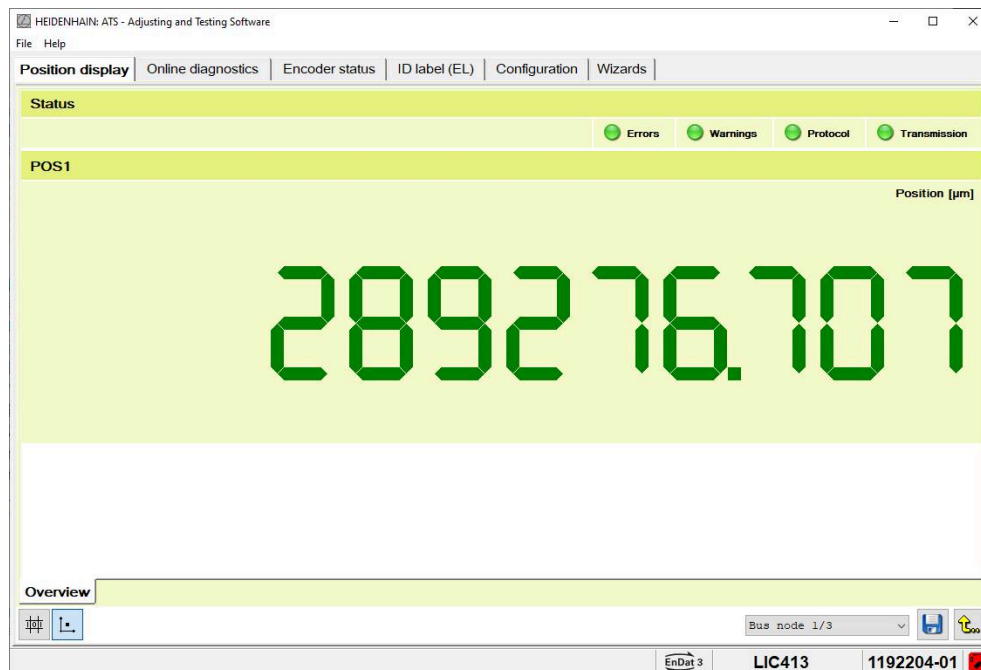 HEIDENHAIN: ATS - Adjusting and Testing Software
File Help
Position display Online diagnostics Encoder status ID label (EL) Configuration Wizards
Status
Errors Warnings Protocol Transmission
POS1
Position [µm]
289276.707
Overview
Bus node 1/3
EnDat 3 LIC413 1192204-01